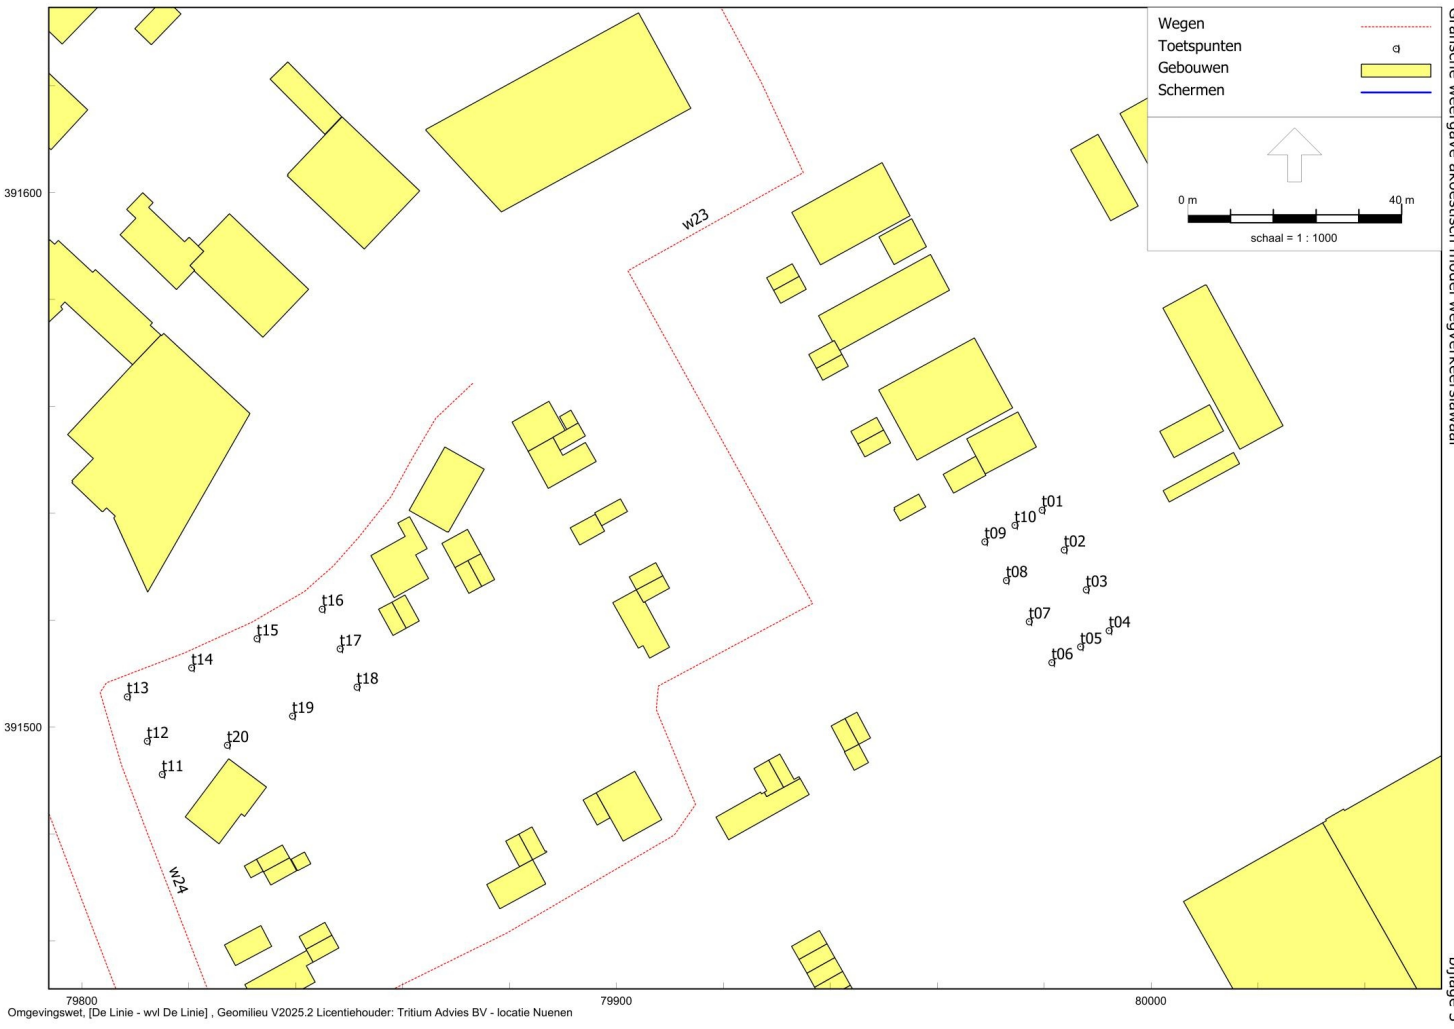 Wegen
Toetspunten
Gebouwen
Schermen
0 m 40 m
schaal = 1 : 1000
391600
w23
t01
t10
t09
t02
t08
t03
t07
t04
t05
t06
t16
t15
t17
t14
t18
t13
t19
391500
t12
t20
t11
w24
79800 79900 80000
Omgevingswet, [De Linie - wvl De Linie] , Geomilieu V2025.2 Licentiehouder: Tritium Advies BV - locatie Nuenen